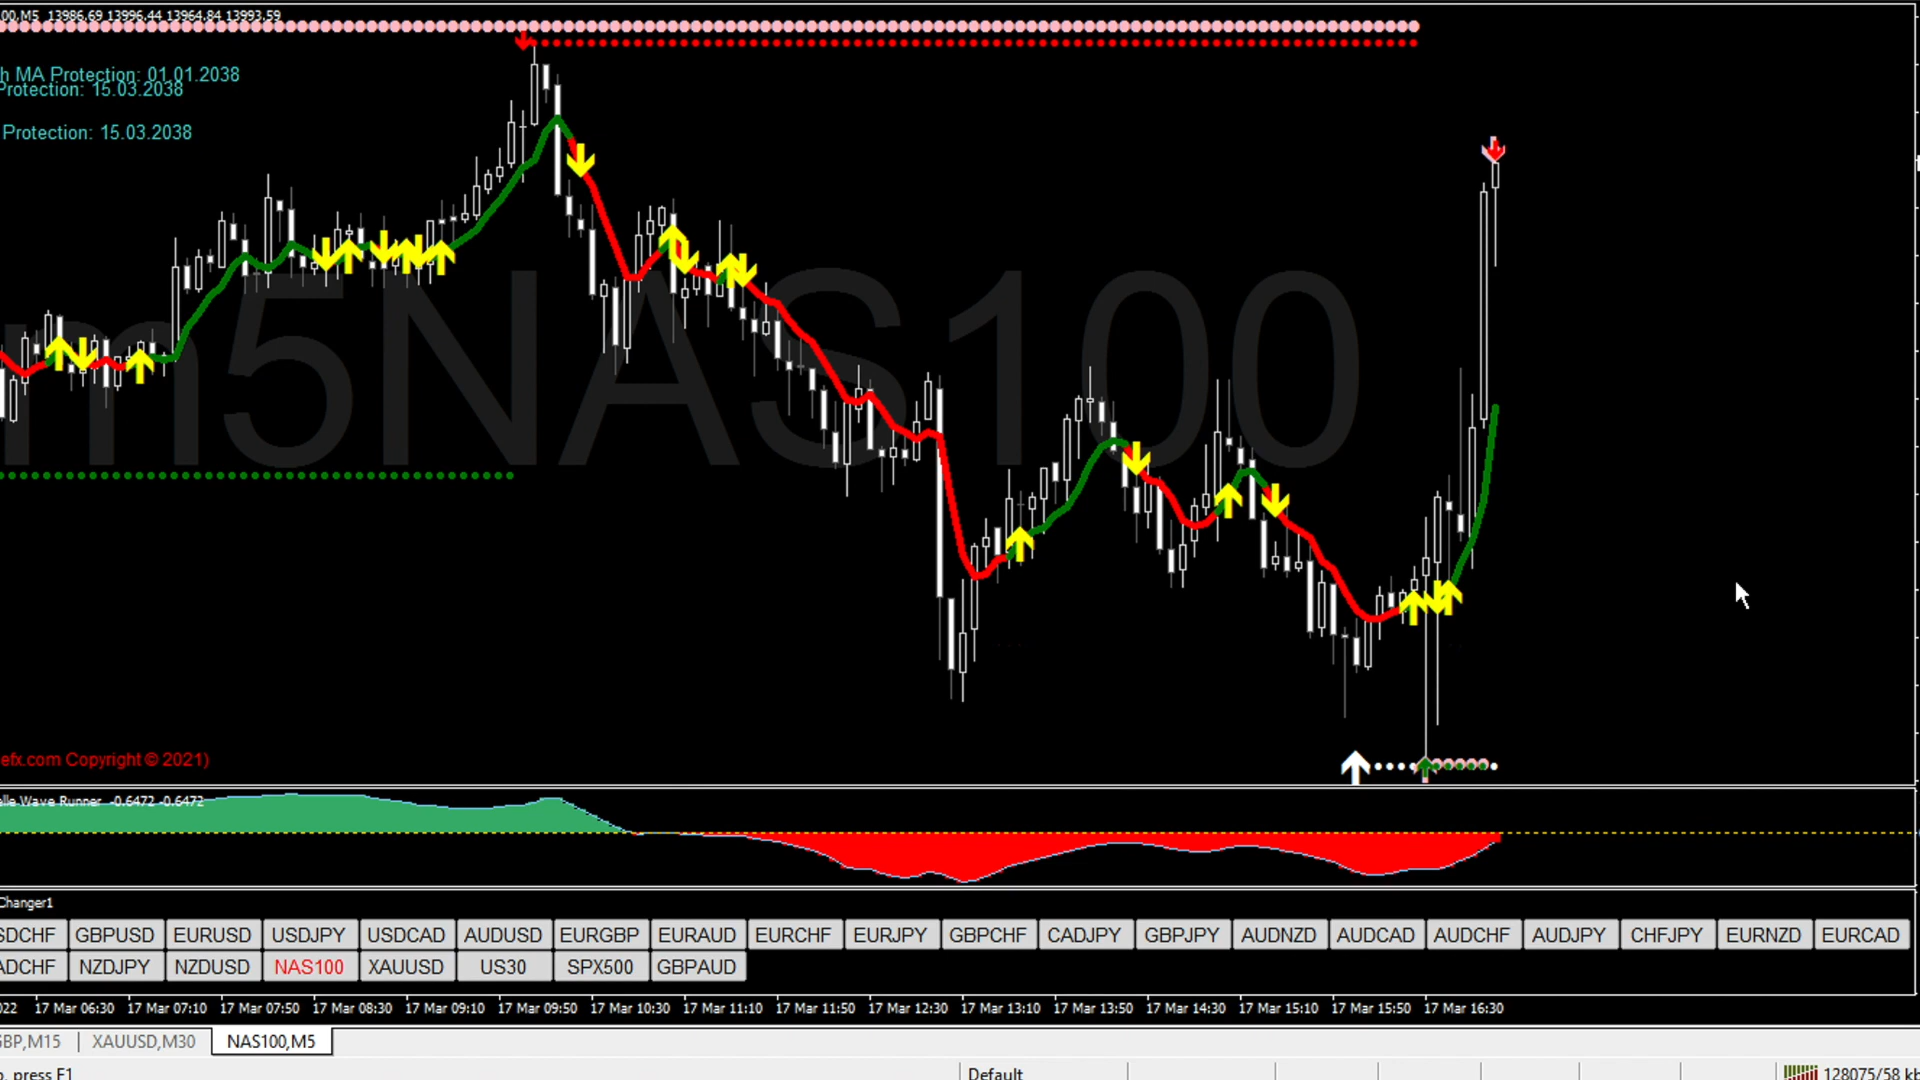 00,M5 13986.69 13996.44 13964.84 13993.59
h MA Protection: 01.01.2038
Protection: 15.03.2038
Protection: 15.03.2038
m5NAS100
efx.com Copyright © 2021)
elle Wave Runner -0.6472 -0.6472
Changer1
SDCHF GBPUSD EURUSD USDJPY USDCAD AUDUSD EURGBP EURAUD EURCHF EURJPY GBPCHF CADJPY GBPJPY AUDNZD AUDCAD AUDCHF AUDJPY CHFJPY EURNZD EURCAD
ADCHF NZDJPY NZDUSD NAS100 XAUUSD US30 SPX500 GBPAUD
022 17 Mar 06:30 17 Mar 07:10 17 Mar 07:50 17 Mar 08:30 17 Mar 09:10 17 Mar 09:50 17 Mar 10:30 17 Mar 11:10 17 Mar 11:50 17 Mar 12:30 17 Mar 13:10 17 Mar 13:50 17 Mar 14:30 17 Mar 15:10 17 Mar 15:50 17 Mar 16:30
GBP,M15 XAUUSD,M30 NAS100,M5
p, press F1 Default 128075/58 kb